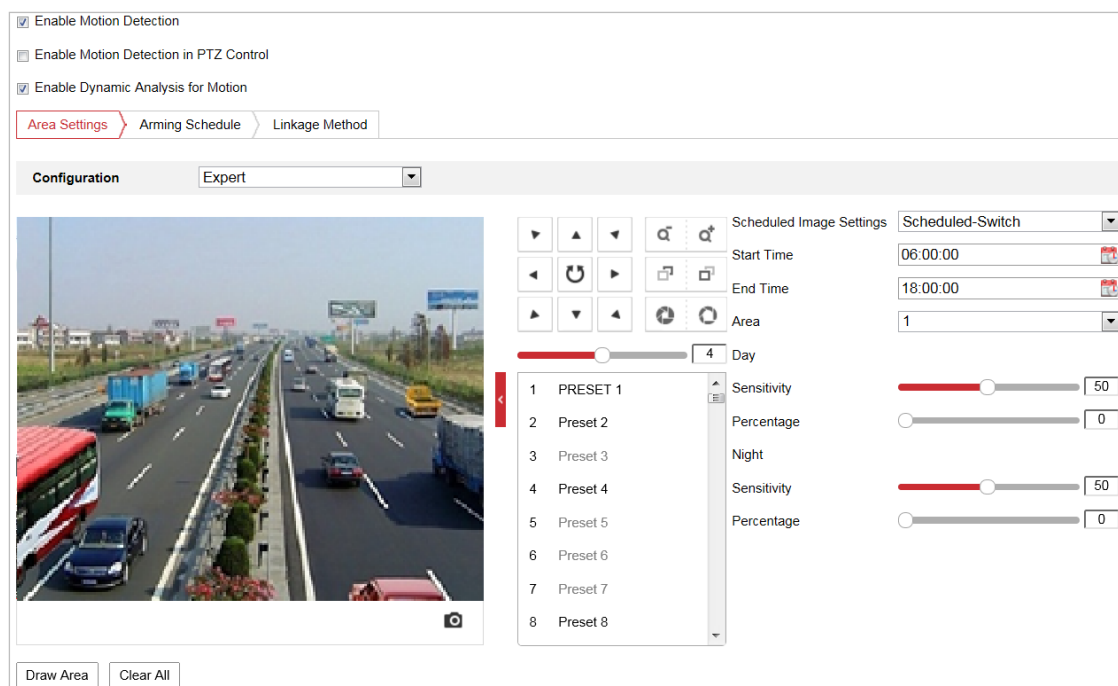 Enable Motion Detection
Enable Motion Detection in PTZ Control
Enable Dynamic Analysis for Motion
Area Settings
Arming Schedule
Linkage Method
Configuration
Expert
4
1 PRESET 1
2 Preset 2
3 Preset 3
4 Preset 4
5 Preset 5
6 Preset 6
7 Preset 7
8 Preset 8
Scheduled Image Settings Scheduled-Switch
Start Time 06:00:00
End Time 18:00:00
Area 1
Day
Sensitivity 50
Percentage 0
Night
Sensitivity 50
Percentage 0
Draw Area
Clear All